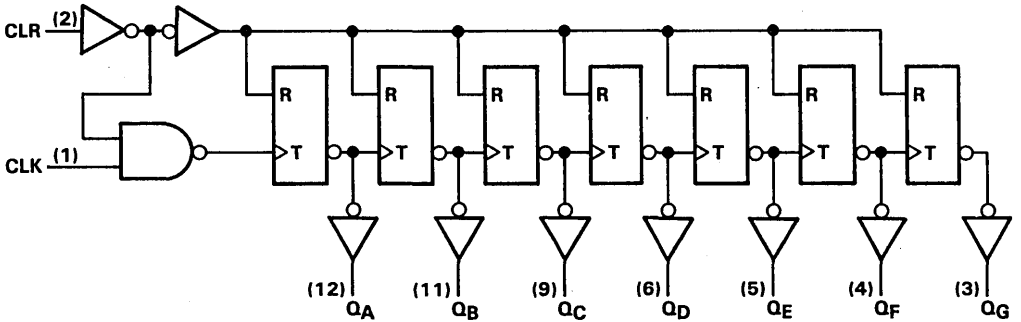 CLR (2)
R R R R R R R
CLK (1)
T T T T T T T
(12) (11) (9) (6) (5) (4) (3)
QA QB QC QD QE QF QG